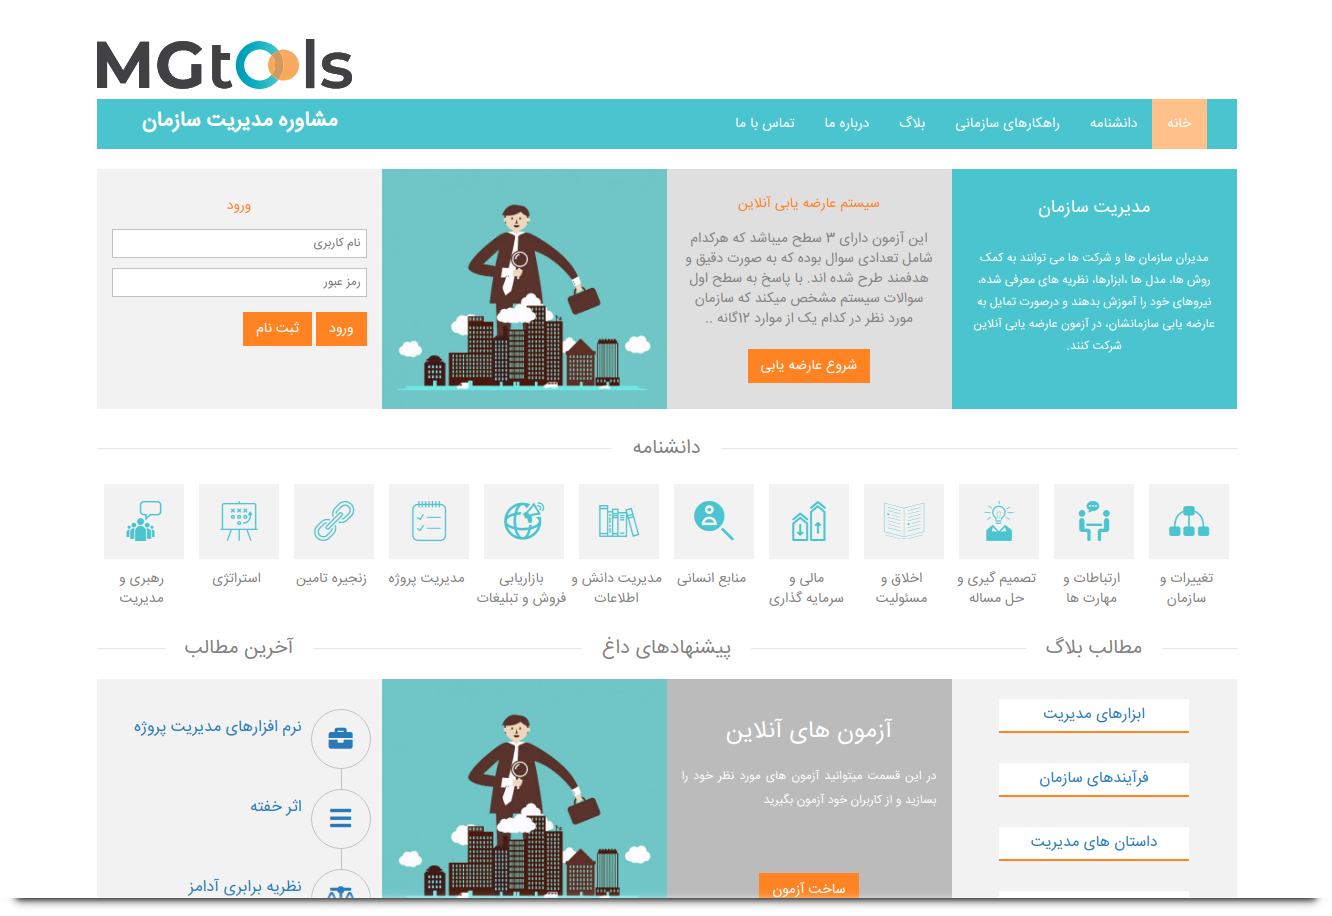 MGtools
خانه
دانشنامه
راهکارهای سازمانی
بلاگ
درباره ما
تماس با ما
مشاوره مدیریت سازمان
مدیریت سازمان
مدیران سازمان ها و شرکت ها می توانند به کمک
روش ها، مدل ها ،ابزارها، نظریه های معرفی شده،
نیروهای خود را آموزش بدهند و درصورت تمایل به
عارضه یابی سازمانشان، در آزمون عارضه یابی آنلاین
شرکت کنند.
سیستم عارضه یابی آنلاین
این آزمون دارای ۳ سطح میباشد که هرکدام
شامل تعدادی سوال بوده که به صورت دقیق و
هدفمند طرح شده اند. با پاسخ به سطح اول
سوالات سیستم مشخص میکند که سازمان
مورد نظر در کدام یک از موارد ۱۲گانه ..
شروع عارضه یابی
ورود
نام کاربری
رمز عبور
ورود
ثبت نام
دانشنامه
تغییرات و
سازمان
ارتباطات و
مهارت ها
تصمیم گیری و
حل مساله
اخلاق و
مسئولیت
مالی و
سرمایه گذاری
منابع انسانی
مدیریت دانش و
اطلاعات
بازاریابی
فروش و تبلیغات
مدیریت پروژه
زنجیره تامین
استراتژی
رهبری و
مدیریت
مطالب بلاگ
پیشنهادهای داغ
آخرین مطالب
ابزارهای مدیریت
فرآیندهای سازمان
داستان های مدیریت
آزمون های آنلاین
در این قسمت میتوانید آزمون های مورد نظر خود را
بسازید و از کاربران خود آزمون بگیرید
ساخت آزمون
نرم افزارهای مدیریت پروژه
اثر خفته
نظریه برابری آدامز